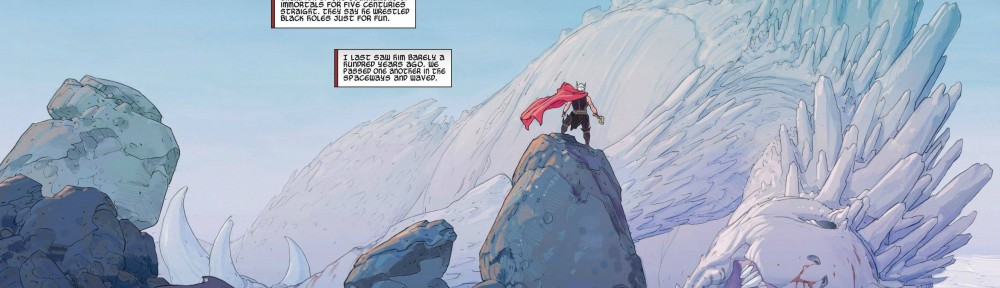 IMMORTALS FOR FIVE CENTURIES
STRAIGHT. THEY SAY HE WRESTLED
BLACK HOLES JUST FOR FUN.
I LAST SAW HIM BARELY A
HUNDRED YEARS AGO. WE
PASSED ONE ANOTHER IN THE
SPACEWAYS AND WAVED.